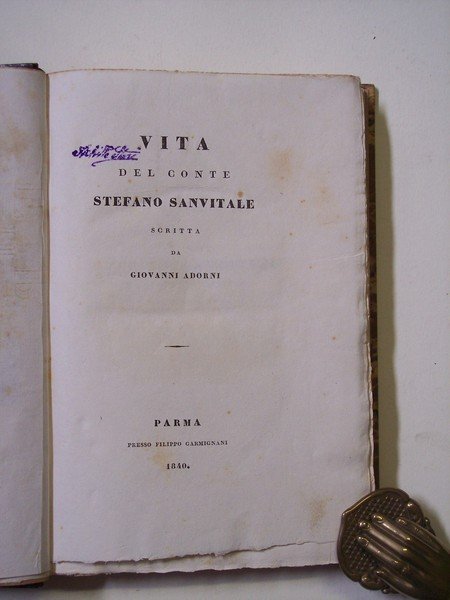 VITA
DEL CONTE
STEFANO SANVITALE
SCRITTA
DA
GIOVANNI ADORNI
PARMA
PRESSO FILIPPO CARMIGNANI
1840.